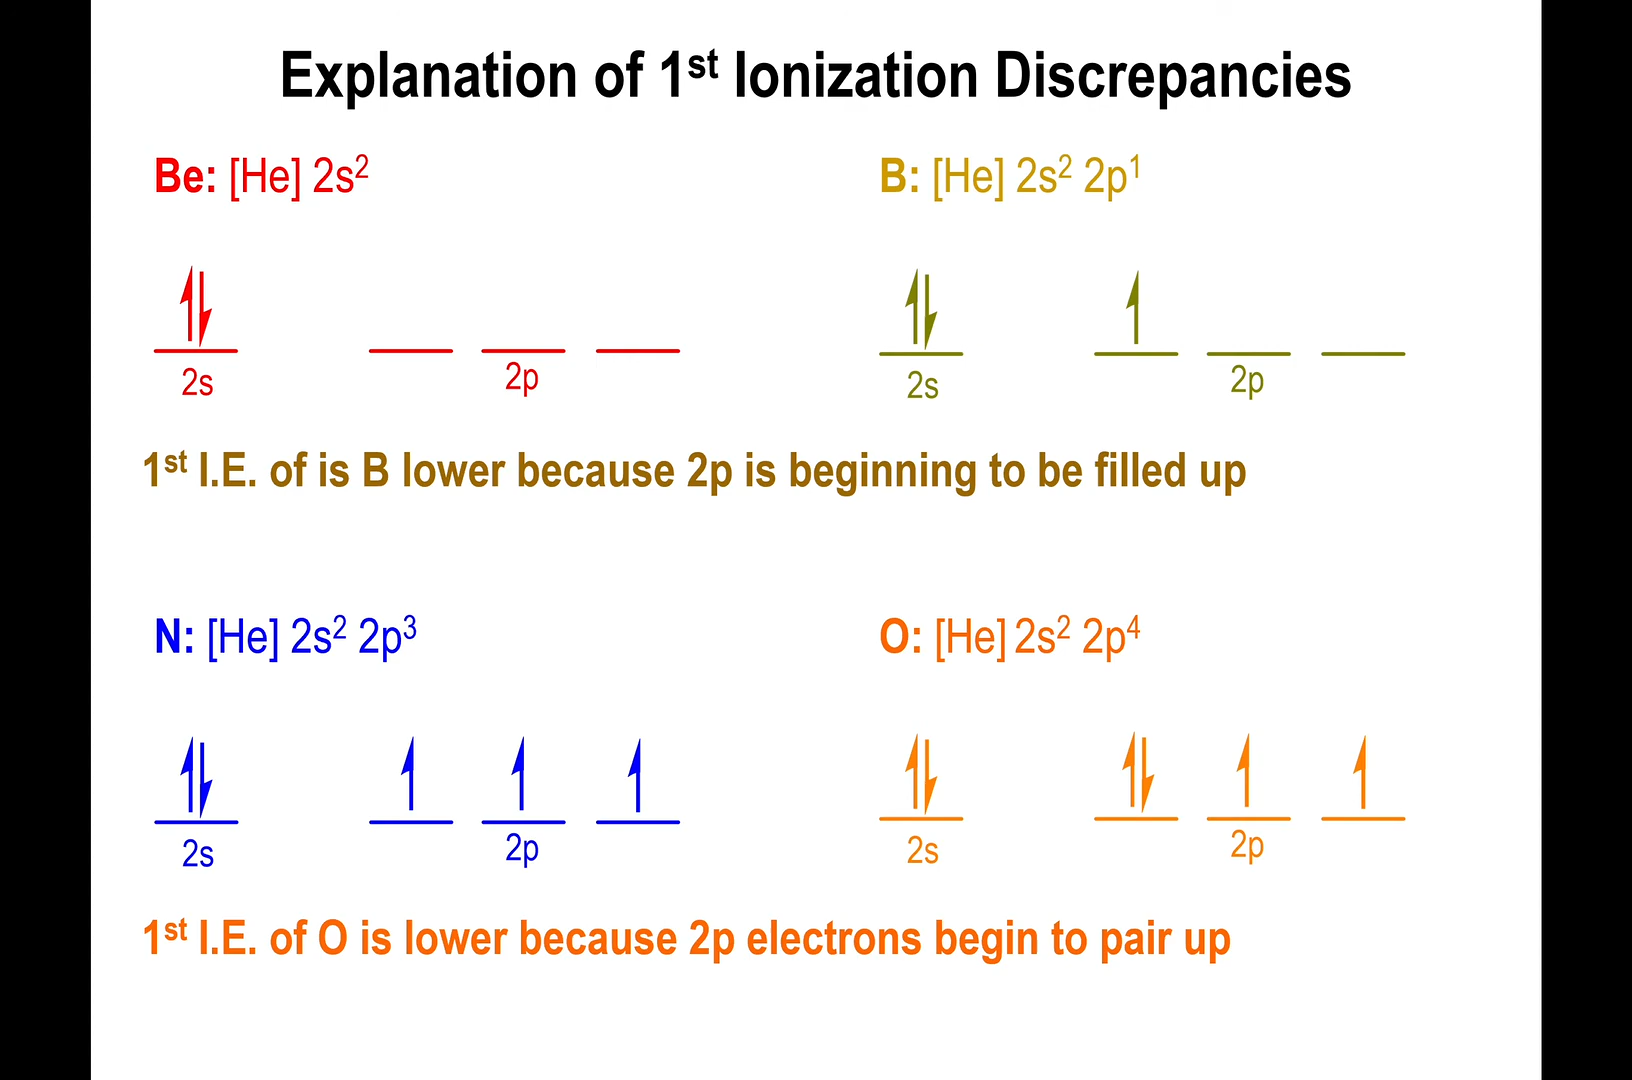 Explanation of 1st Ionization Discrepancies
Be: [He] 2s²
B: [He] 2s² 2p¹
2s
2p
2s
2p
1st I.E. of is B lower because 2p is beginning to be filled up
N: [He] 2s² 2p³
O: [He] 2s² 2p⁴
2s
2p
2s
2p
1st I.E. of O is lower because 2p electrons begin to pair up